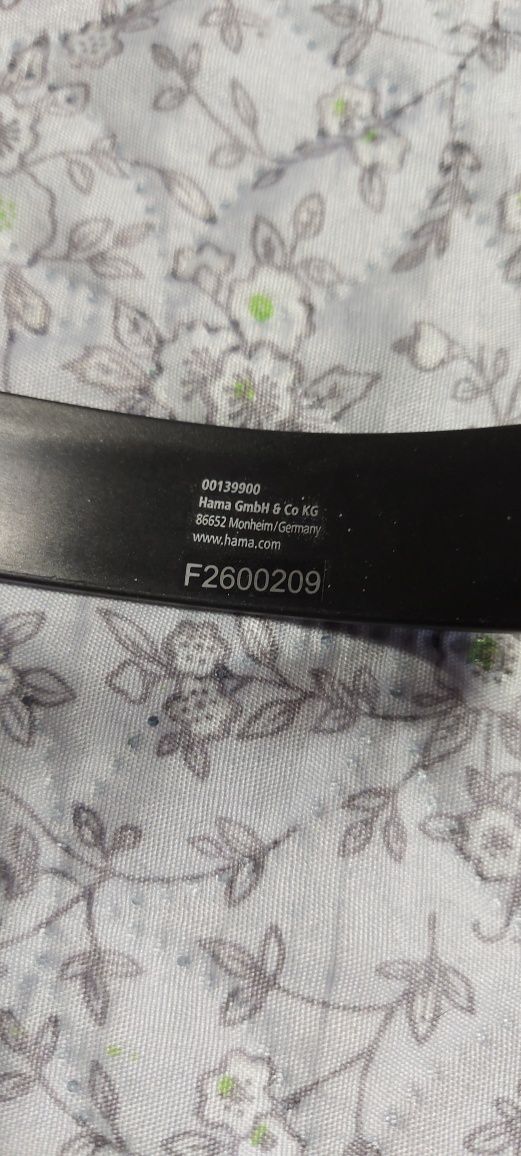 00139900
Hama GmbH & Co KG
86652 Monheim/Germany
www.hama.com
F2600209